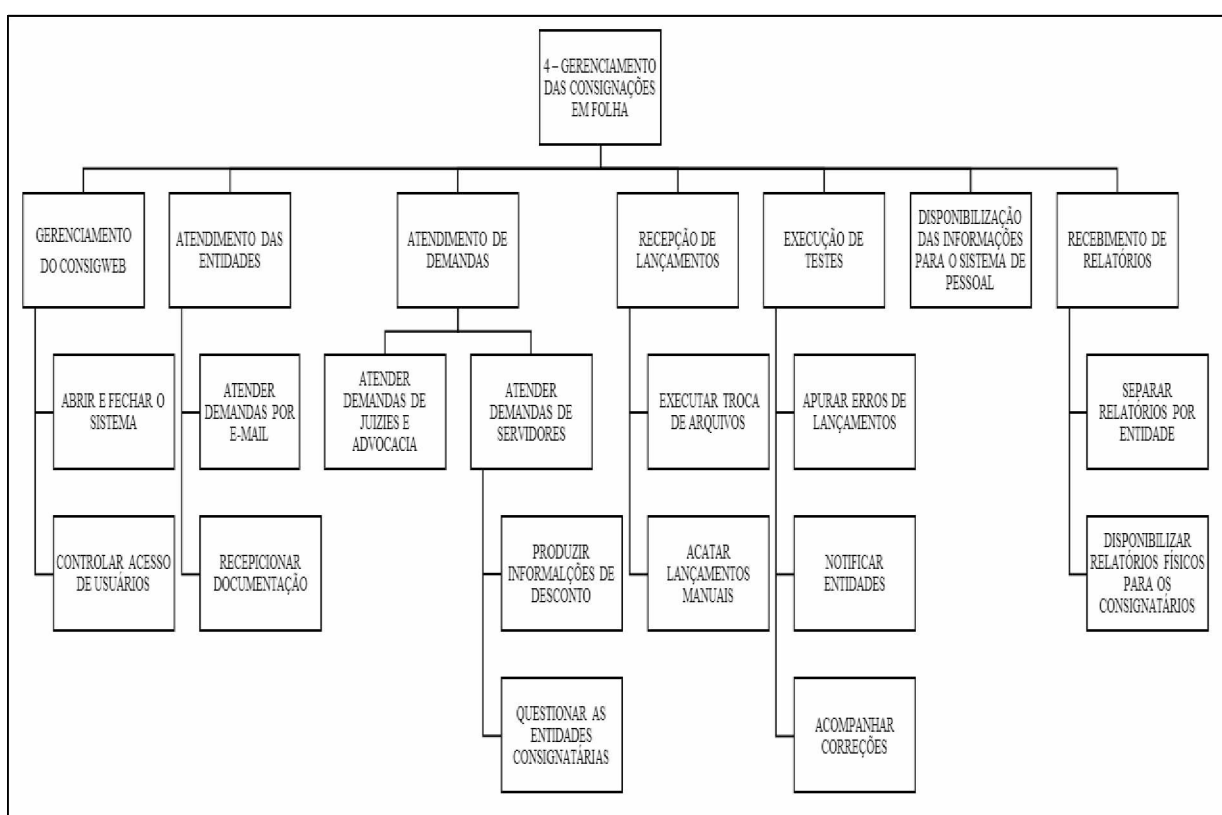 4 – GERENCIAMENTO
DAS CONSIGNAÇÕES
EM FOLHA
GERENCIAMENTO
DO CONSIGWEB
ATENDIMENTO DAS
ENTIDADES
ATENDIMENTO DE
DEMANDAS
RECEPÇÃO DE
LANÇAMENTOS
EXECUÇÃO DE
TESTES
DISPONIBILIZAÇÃO
DAS INFORMAÇÕES
PARA O SISTEMA DE
PESSOAL
RECEBIMENTO DE
RELATÓRIOS
ABRIR E FECHAR O
SISTEMA
ATENDER
DEMANDAS POR
E-MAIL
ATENDER
DEMANDAS DE
JUIZIES E
ADVOCACIA
ATENDER
DEMANDAS DE
SERVIDORES
EXECUTAR TROCA
DE ARQUIVOS
APURAR ERROS DE
LANÇAMENTOS
SEPARAR
RELATÓRIOS POR
ENTIDADE
CONTROLAR ACESSO
DE USUÁRIOS
RECEPICIONAR
DOCUMENTAÇÃO
PRODUZIR
INFORMALÇÕES DE
DESCONTO
ACATAR
LANÇAMENTOS
MANUAIS
NOTIFICAR
ENTIDADES
DISPONIBILIZAR
RELATÓRIOS FÍSICOS
PARA OS
CONSIGNATÁRIOS
QUESTIONAR AS
ENTIDADES
CONSIGNATÁRIAS
ACOMPANHAR
CORREÇÕES